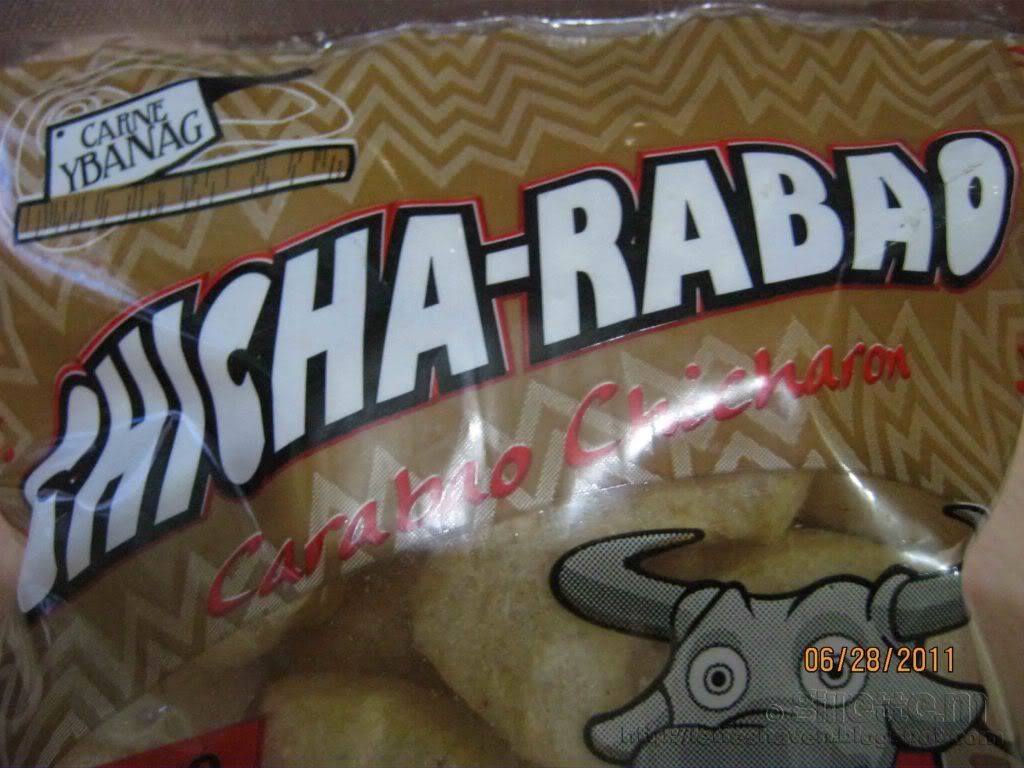 CARNE
YBANAG
CHICHA-RABAO
Carabao Chicharon
06/28/2011